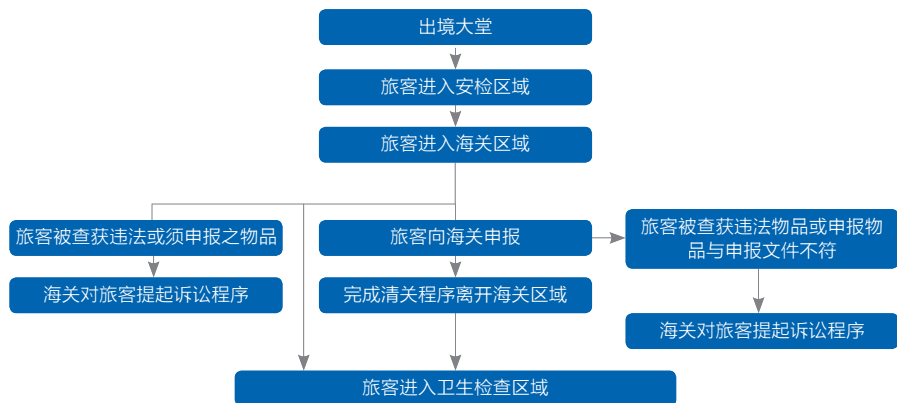 出境大堂
旅客进入安检区域
旅客进入海关区域
旅客被查获违法或须申报之物品
旅客向海关申报
旅客被查获违法物品或申报物
品与申报文件不符
海关对旅客提起诉讼程序
完成清关程序离开海关区域
海关对旅客提起诉讼程序
旅客进入卫生检查区域